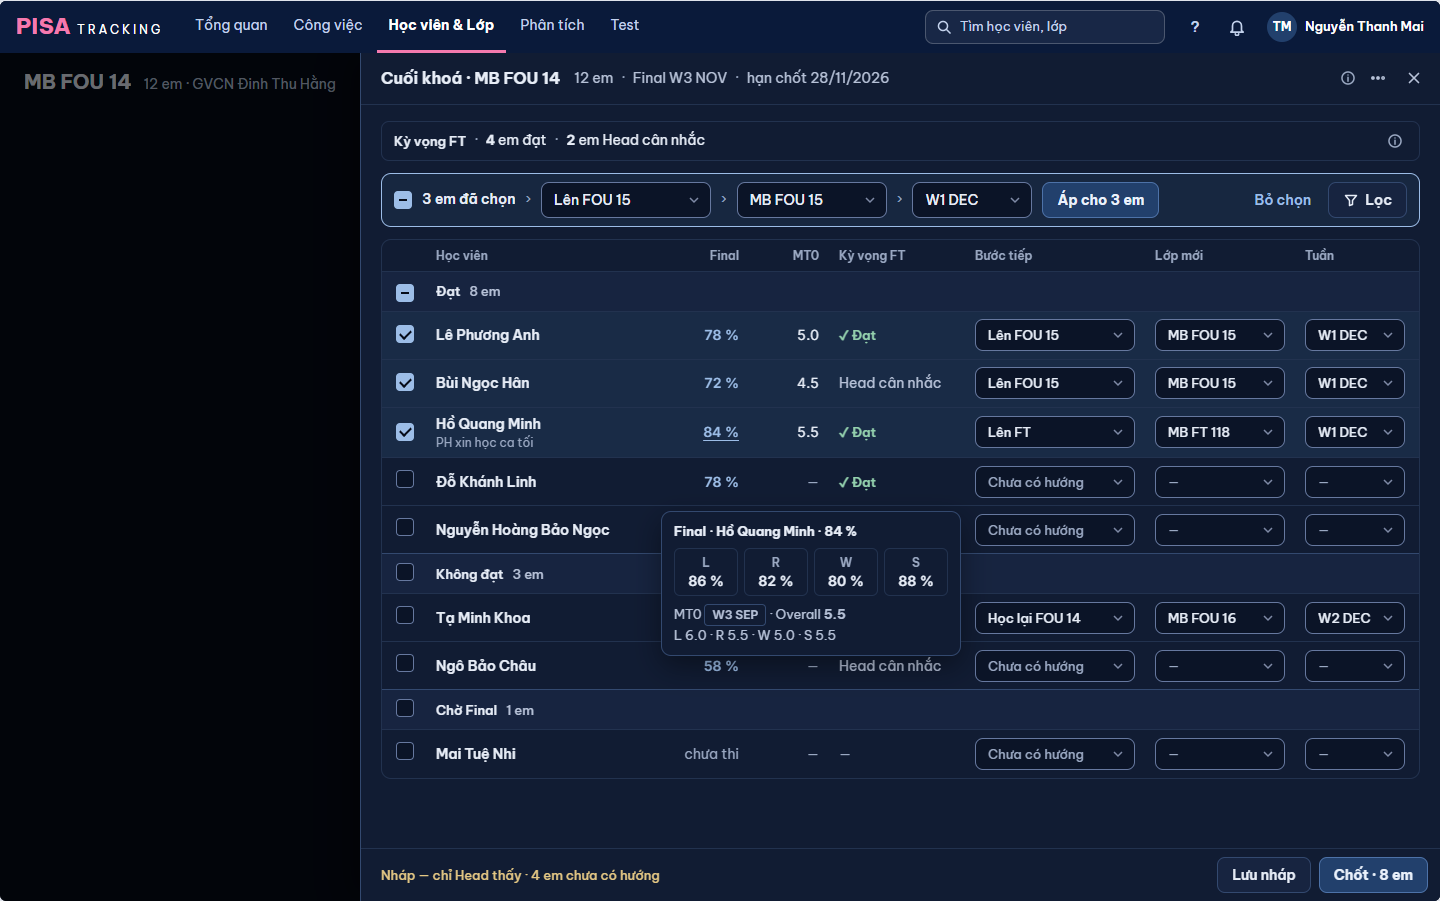 PISA TRACKING
Tổng quan
Công việc
Học viên & Lớp
Phân tích
Test
Tìm học viên, lớp
?
TM
Nguyễn Thanh Mai
MB FOU 14 12 em · GVCN Đinh Thu Hằng
Cuối khoá · MB FOU 14 12 em · Final W3 NOV · hạn chốt 28/11/2026
Kỳ vọng FT · 4 em đạt · 2 em Head cân nhắc
3 em đã chọn › Lên FOU 15 › MB FOU 15 › W1 DEC Áp cho 3 em Bỏ chọn Lọc
Học viên Final MT0 Kỳ vọng FT Bước tiếp Lớp mới Tuần
Đạt 8 em
Lê Phương Anh 78 % 5.0 ✓ Đạt Lên FOU 15 MB FOU 15 W1 DEC
Bùi Ngọc Hân 72 % 4.5 Head cân nhắc Lên FOU 15 MB FOU 15 W1 DEC
Hồ Quang Minh 84 % 5.5 ✓ Đạt Lên FT MB FT 118 W1 DEC
PH xin học ca tối
Đỗ Khánh Linh 78 % — ✓ Đạt Chưa có hướng — —
Nguyễn Hoàng Bảo Ngọc Chưa có hướng — —
Final · Hồ Quang Minh · 84 %
L R W S
86 % 82 % 80 % 88 %
MT0 W3 SEP · Overall 5.5
L 6.0 · R 5.5 · W 5.0 · S 5.5
Không đạt 3 em
Tạ Minh Khoa Học lại FOU 14 MB FOU 16 W2 DEC
Ngô Bảo Châu 58 % — Head cân nhắc Chưa có hướng — —
Chờ Final 1 em
Mai Tuệ Nhi chưa thi — — Chưa có hướng — —
Nháp — chỉ Head thấy · 4 em chưa có hướng
Lưu nháp
Chốt · 8 em